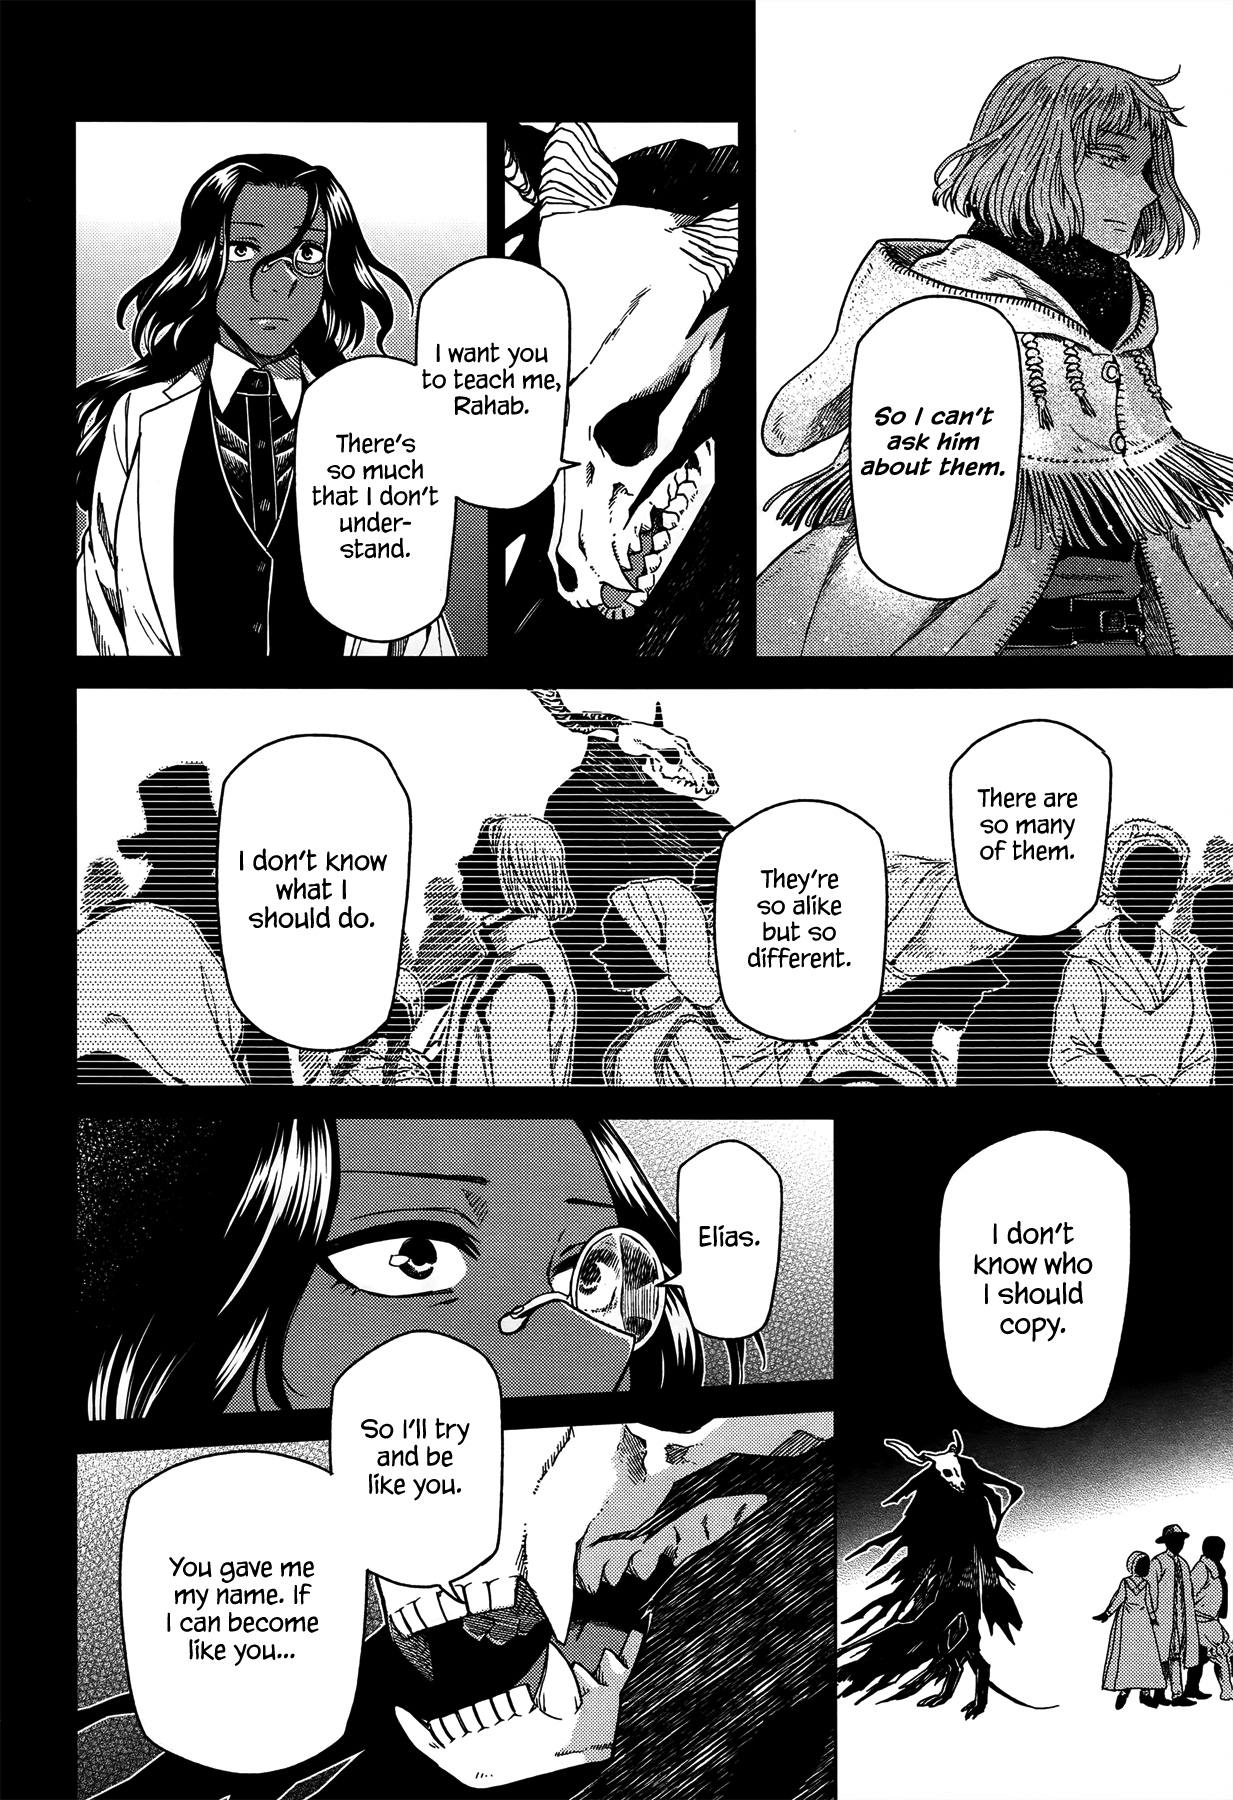 So I can't
ask him
about them.
I want you
to teach me,
Rahab.
There's
so much
that I don't
under-
stand.
There are
so many
of them.
They're
so alike
but so
different.
I don't know
what I
should do.
I don't
know who
I should
copy.
Elias.
So I'll try
and be
like you.
You gave me
my name. If
I can become
like you...